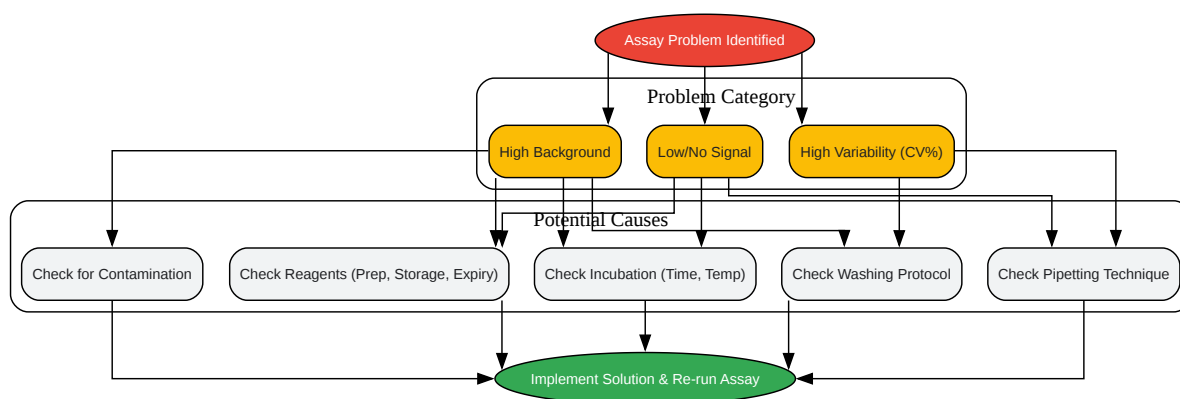 Assay Problem Identified
Problem Category
High Background
Low/No Signal
High Variability (CV%)
Potential Causes
Check for Contamination
Check Reagents (Prep, Storage, Expiry)
Check Incubation (Time, Temp)
Check Washing Protocol
Check Pipetting Technique
Implement Solution & Re-run Assay